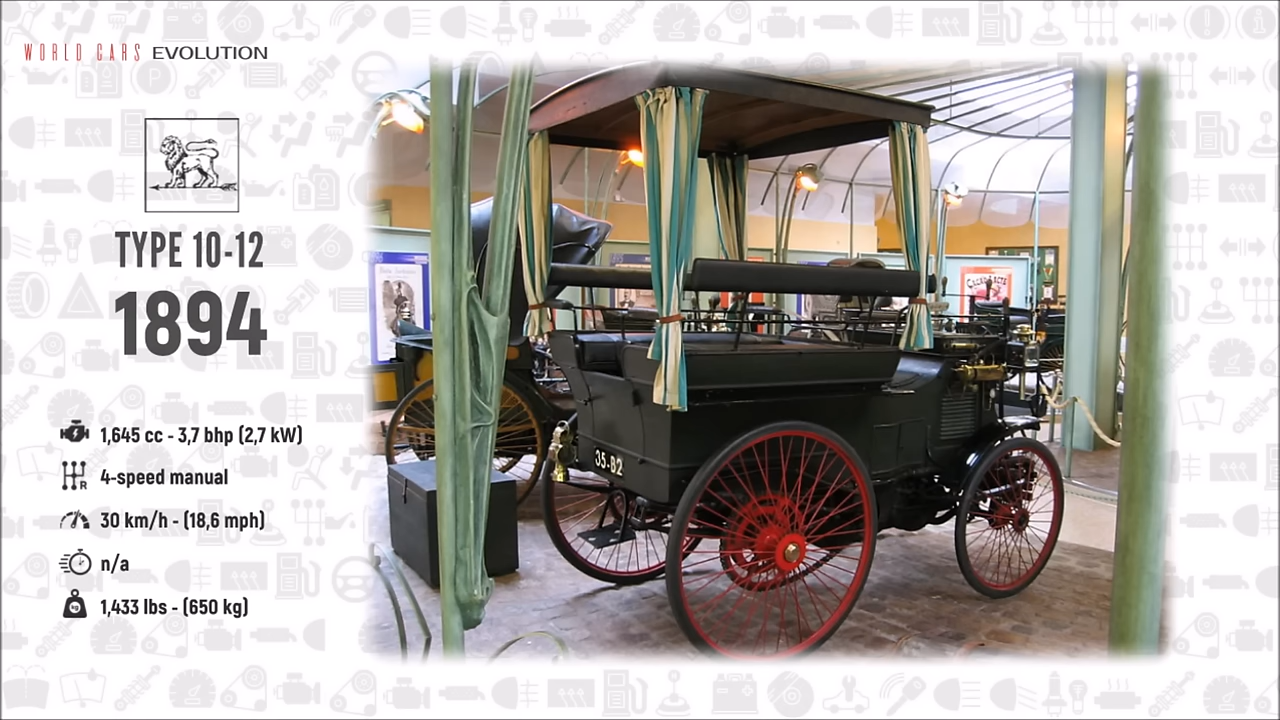 WORLD CARS EVOLUTION
TYPE 10-12
1894
1,645 cc - 3,7 bhp (2,7 kW)
R
4-speed manual
30 km/h - (18,6 mph)
n/a
KG
1,433 lbs - (650 kg)
35-B2